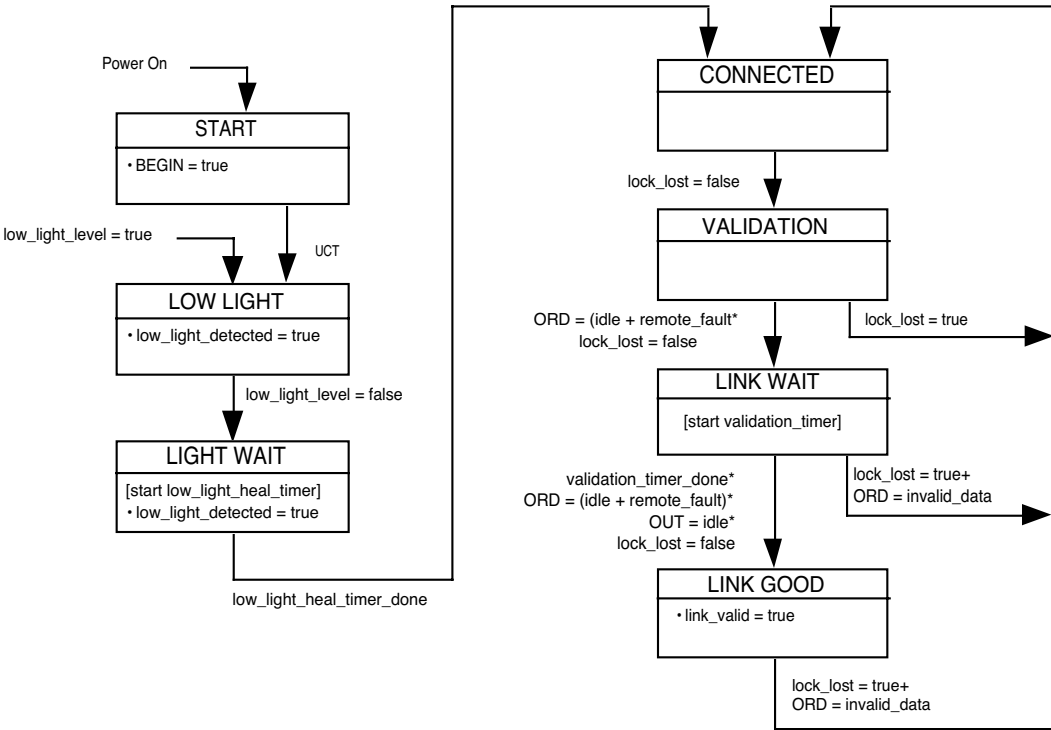 Power On
START
• BEGIN = true
low_light_level = true
UCT
LOW LIGHT
• low_light_detected = true
low_light_level = false
LIGHT WAIT
[start low_light_heal_timer]
• low_light_detected = true
low_light_heal_timer_done
CONNECTED
lock_lost = false
VALIDATION
ORD = (idle + remote_fault*
lock_lost = false
lock_lost = true
LINK WAIT
[start validation_timer]
validation_timer_done*
ORD = (idle + remote_fault)*
OUT = idle*
lock_lost = false
lock_lost = true+
ORD = invalid_data
LINK GOOD
• link_valid = true
lock_lost = true+
ORD = invalid_data